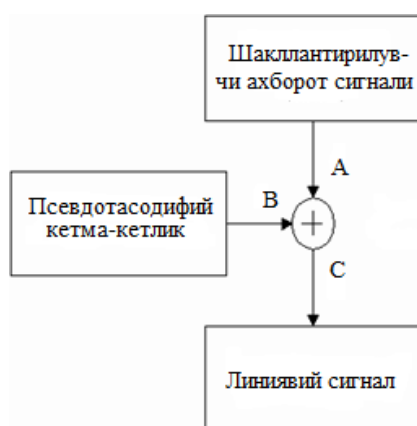 Шакллантирилув-
чи ахборот сигнали
A
B
Псевдотасодифий
кетма-кетлик
+
C
Линиявий сигнал